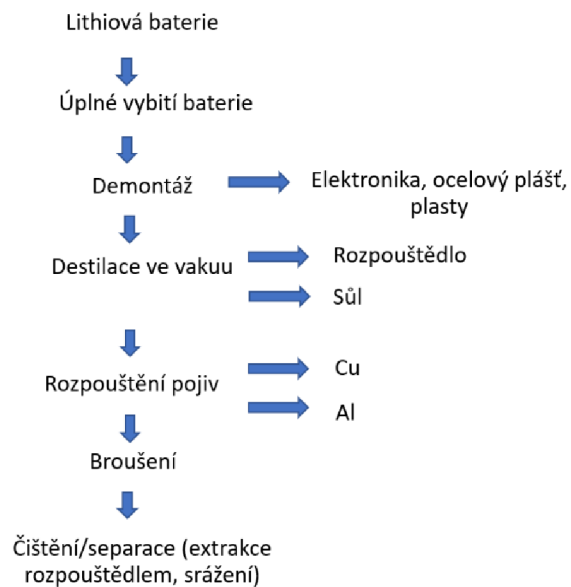 Lithiová baterie
Úplné vybití baterie
Demontáž
Elektronika, ocelový plášť,
plasty
Destilace ve vakuu
Rozpouštědlo
Sůl
Rozpouštění pojiv
Cu
Al
Broušení
Čištění/separace (extrakce
rozpouštědlem, srážení)